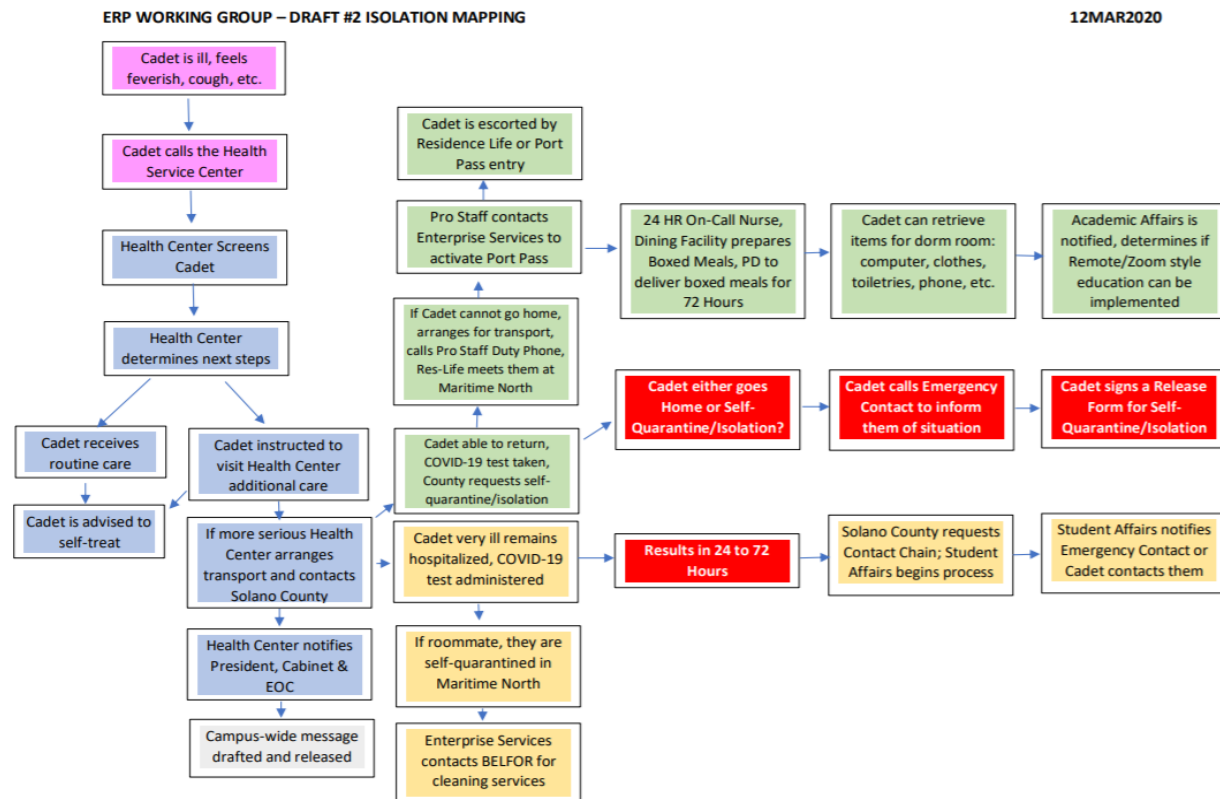 ERP WORKING GROUP – DRAFT #2 ISOLATION MAPPING
12MAR2020
Cadet is ill, feels
feverish, cough, etc.
Cadet calls the Health
Service Center
Health Center Screens
Cadet
Health Center
determines next steps
Cadet receives
routine care
Cadet is advised to
self-treat
Cadet instructed to
visit Health Center
additional care
If more serious Health
Center arranges
transport and contacts
Solano County
Health Center notifies
President, Cabinet &
EOC
Campus-wide message
drafted and released
Cadet is escorted by
Residence Life or Port
Pass entry
Pro Staff contacts
Enterprise Services to
activate Port Pass
If Cadet cannot go home,
arranges for transport,
calls Pro Staff Duty Phone,
Res-Life meets them at
Maritime North
Cadet able to return,
COVID-19 test taken,
County requests self-
quarantine/isolation
Cadet very ill remains
hospitalized, COVID-19
test administered
If roommate, they are
self-quarantined in
Maritime North
Enterprise Services
contacts BELFOR for
cleaning services
24 HR On-Call Nurse,
Dining Facility prepares
Boxed Meals, PD to
deliver boxed meals for
72 Hours
Cadet can retrieve
items for dorm room:
computer, clothes,
toiletries, phone, etc.
Academic Affairs is
notified, determines if
Remote/Zoom style
education can be
implemented
Cadet either goes
Home or Self-
Quarantine/Isolation?
Cadet calls Emergency
Contact to inform
them of situation
Cadet signs a Release
Form for Self-
Quarantine/Isolation
Results in 24 to 72
Hours
Solano County requests
Contact Chain; Student
Affairs begins process
Student Affairs notifies
Emergency Contact or
Cadet contacts them